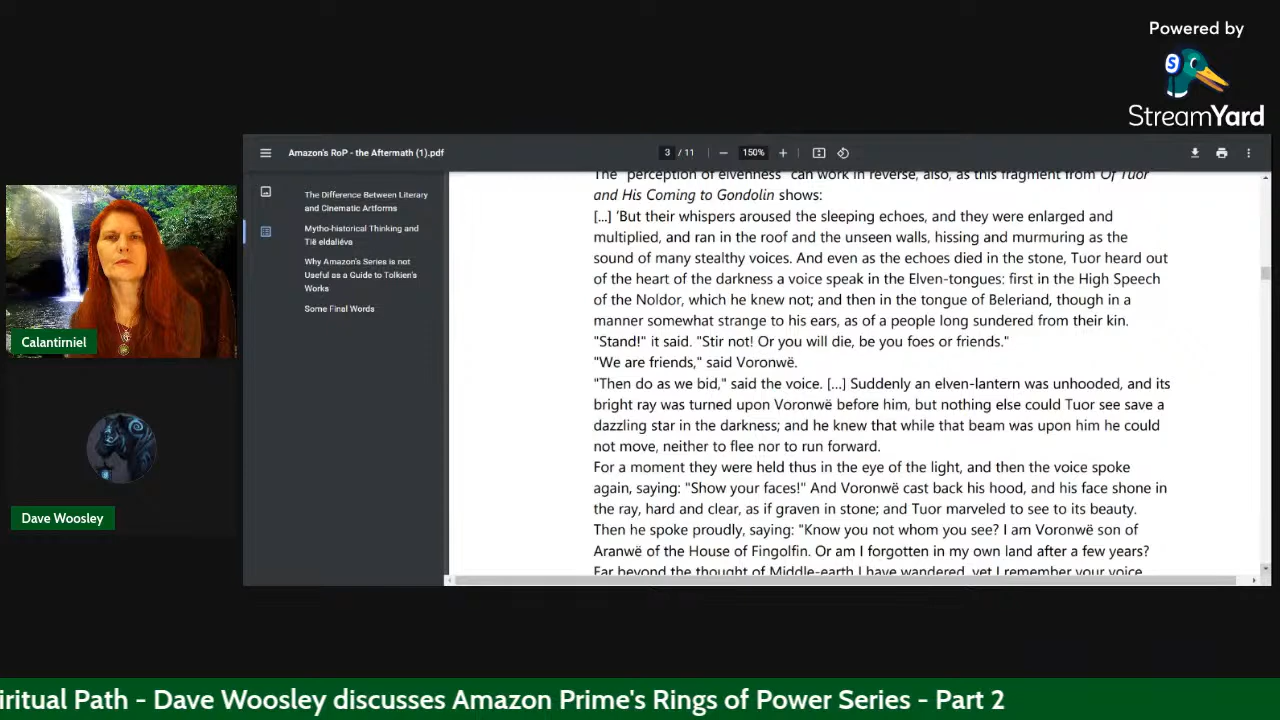 Powered by
S
StreamYard
Amazon's RoP - the Aftermath (1).pdf
3 / 11
150%
The Difference Between Literary
and Cinematic Artforms
Mytho-historical Thinking and
Tië eldaliéva
Why Amazon's Series is not
Useful as a Guide to Tolkien's
Works
Some Final Words
The "perception of elvenness" can work in reverse, also, as this fragment from Of Tuor
and His Coming to Gondolin shows:
[...] 'But their whispers aroused the sleeping echoes, and they were enlarged and
multiplied, and ran in the roof and the unseen walls, hissing and murmuring as the
sound of many stealthy voices. And even as the echoes died in the stone, Tuor heard out
of the heart of the darkness a voice speak in the Elven-tongues: first in the High Speech
of the Noldor, which he knew not; and then in the tongue of Beleriand, though in a
manner somewhat strange to his ears, as of a people long sundered from their kin.
"Stand!" it said. "Stir not! Or you will die, be you foes or friends."
"We are friends," said Voronwë.
"Then do as we bid," said the voice. [...] Suddenly an elven-lantern was unhooded, and its
bright ray was turned upon Voronwë before him, but nothing else could Tuor see save a
dazzling star in the darkness; and he knew that while that beam was upon him he could
not move, neither to flee nor to run forward.
For a moment they were held thus in the eye of the light, and then the voice spoke
again, saying: "Show your faces!" And Voronwë cast back his hood, and his face shone in
the ray, hard and clear, as if graven in stone; and Tuor marveled to see to its beauty.
Then he spoke proudly, saying: "Know you not whom you see? I am Voronwë son of
Aranwë of the House of Fingolfin. Or am I forgotten in my own land after a few years?
Far beyond the thought of Middle-earth I have wandered, yet I remember your voice
Calantirniel
Dave Woosley
iritual Path - Dave Woosley discusses Amazon Prime's Rings of Power Series - Part 2